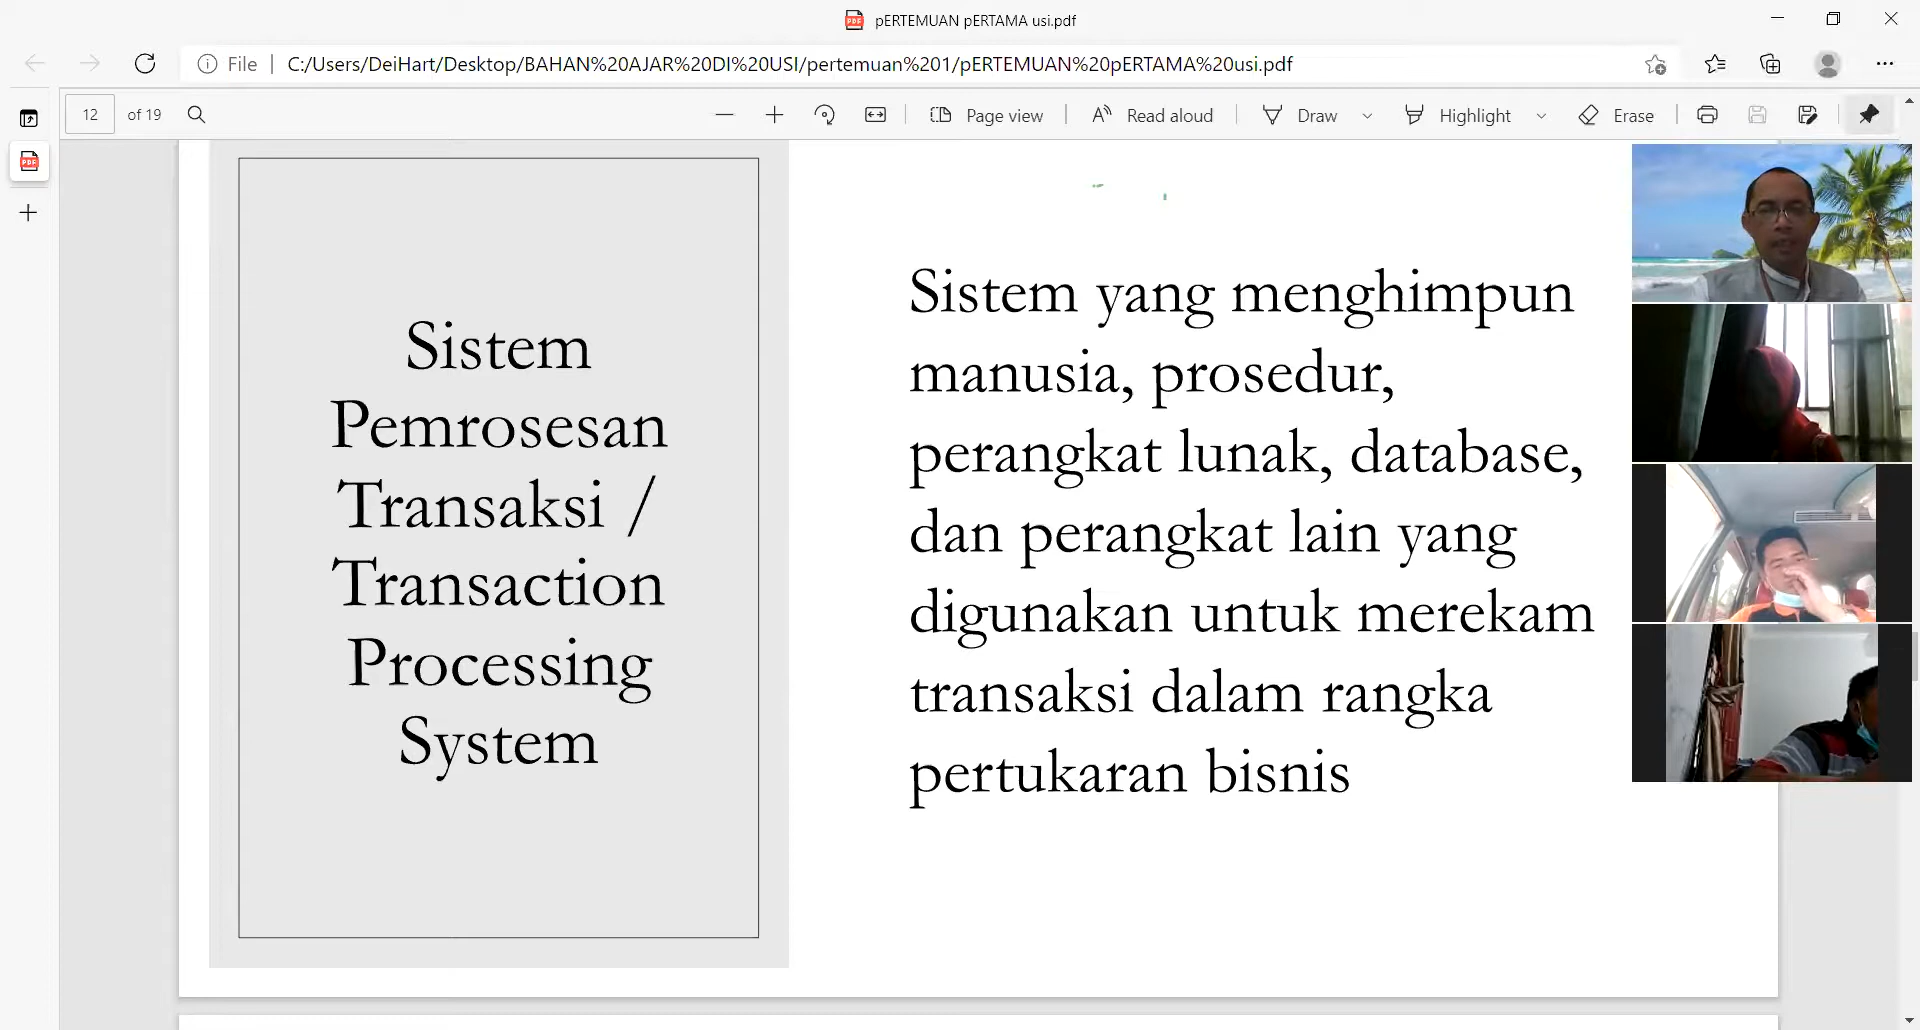 pERTEMUAN pERTAMA usi.pdf
File
C:/Users/DeiHart/Desktop/BAHAN%20AJAR%20DI%20USI/pertemuan%201/pERTEMUAN%20pERTAMA%20usi.pdf
12 of 19
Page view
Read aloud
Draw
Highlight
Erase
PDF
Sistem
Pemrosesan
Transaksi /
Transaction
Processing
System
Sistem yang menghimpun
manusia, prosedur,
perangkat lunak, database,
dan perangkat lain yang
digunakan untuk merekam
transaksi dalam rangka
pertukaran bisnis